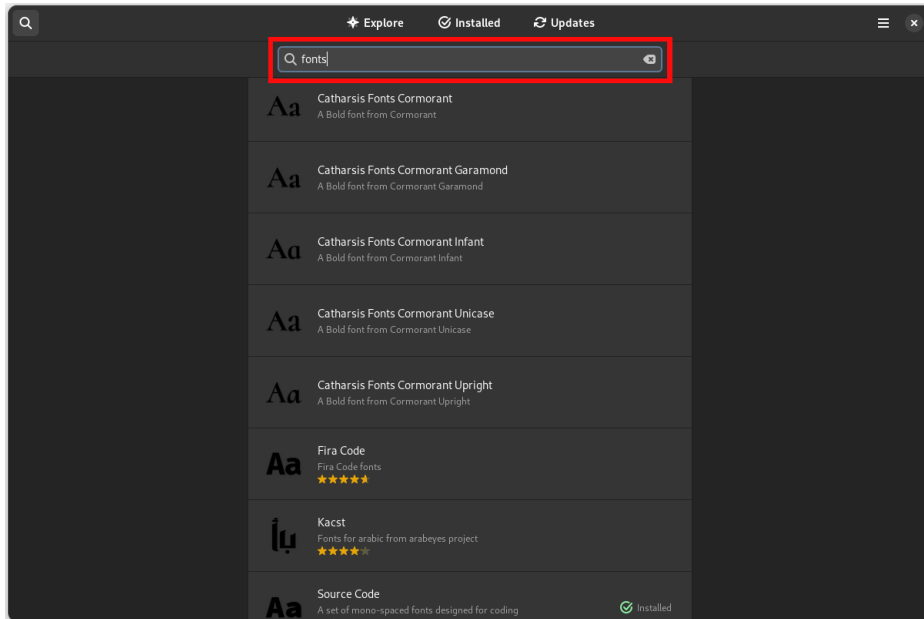 Explore Installed Updates
fonts
Aa Catharsis Fonts Cormorant
A Bold font from Cormorant
Aa Catharsis Fonts Cormorant Garamond
A Bold font from Cormorant Garamond
Aa Catharsis Fonts Cormorant Infant
A Bold font from Cormorant Infant
Aa Catharsis Fonts Cormorant Unicase
A Bold font from Cormorant Unicase
Aa Catharsis Fonts Cormorant Upright
A Bold font from Cormorant Upright
Aa Fira Code
Fira Code fonts
Kacst
Fonts for arabic from arabeyes project
Aa Source Code
A set of mono-spaced fonts designed for coding Installed